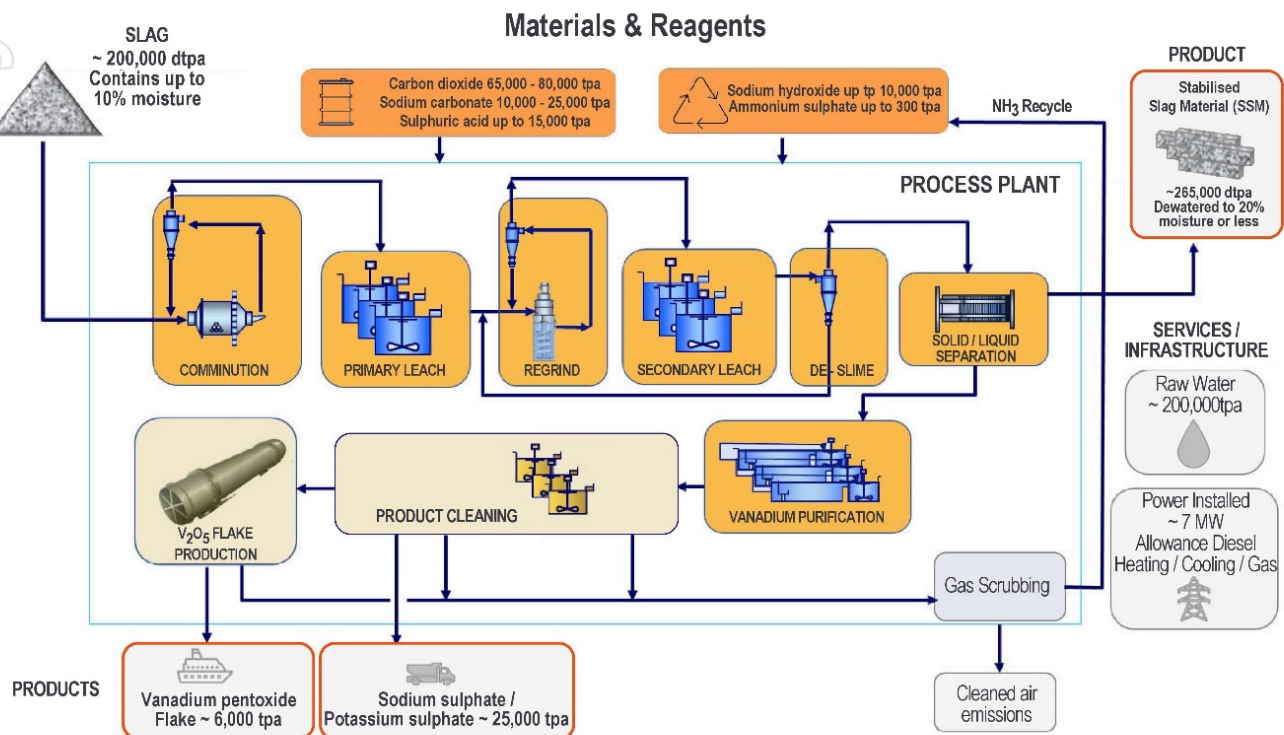 Materials & Reagents
SLAG
~ 200,000 dtpa
Contains up to
10% moisture
Carbon dioxide 65,000 - 80,000 tpa
Sodium carbonate 10,000 - 25,000 tpa
Sulphuric acid up to 15,000 tpa
Sodium hydroxide up tp 10,000 tpa
Ammonium sulphate up to 300 tpa
NH₃ Recycle
PRODUCT
Stabilised
Slag Material (SSM)
~265,000 dtpa
Dewatered to 20%
moisture or less
PROCESS PLANT
COMMINUTION
PRIMARY LEACH
REGRIND
SECONDARY LEACH
DE- SLIME
SOLID / LIQUID
SEPARATION
SERVICES /
INFRASTRUCTURE
Raw Water
~ 200,000tpa
V₂O₅ FLAKE
PRODUCTION
PRODUCT CLEANING
VANADIUM PURIFICATION
Power Installed
~ 7 MW
Allowance Diesel
Heating / Cooling / Gas
Gas Scrubbing
PRODUCTS
Vanadium pentoxide
Flake ~ 6,000 tpa
Sodium sulphate /
Potassium sulphate ~ 25,000 tpa
Cleaned air
emissions